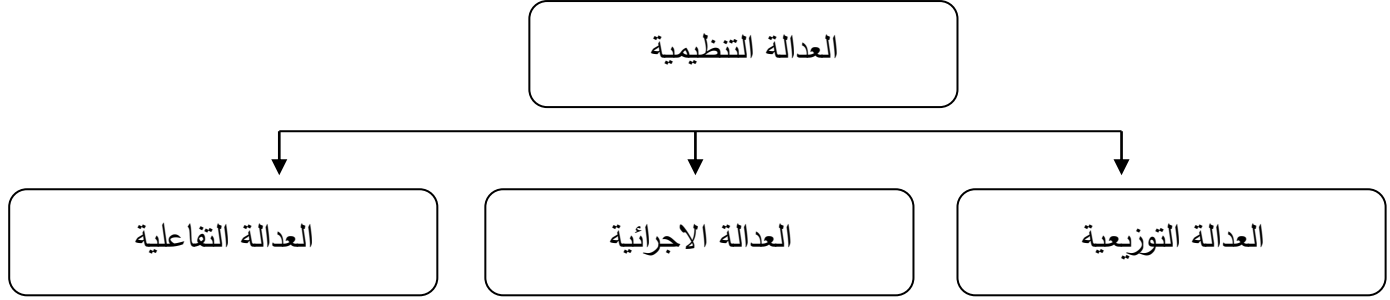 العدالة التنظيمية
العدالة التوزيعية
العدالة الاجرائية
العدالة التفاعلية